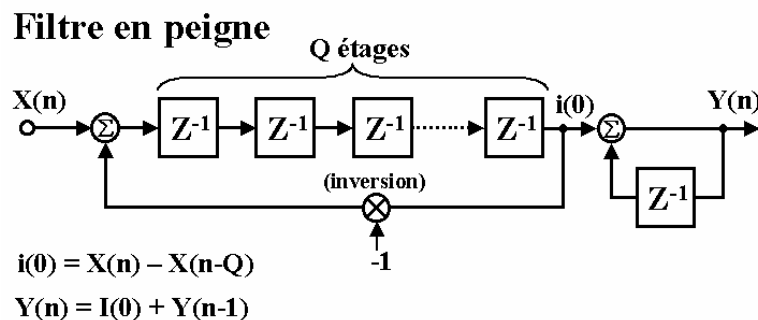 Filtre en peigne
Q étages
X(n)
i(0)
Y(n)
Σ
Z-1
Z-1
Z-1
Z-1
Σ
(inversion)
Z-1
-1
i(0) = X(n) – X(n-Q)
Y(n) = I(0) + Y(n-1)